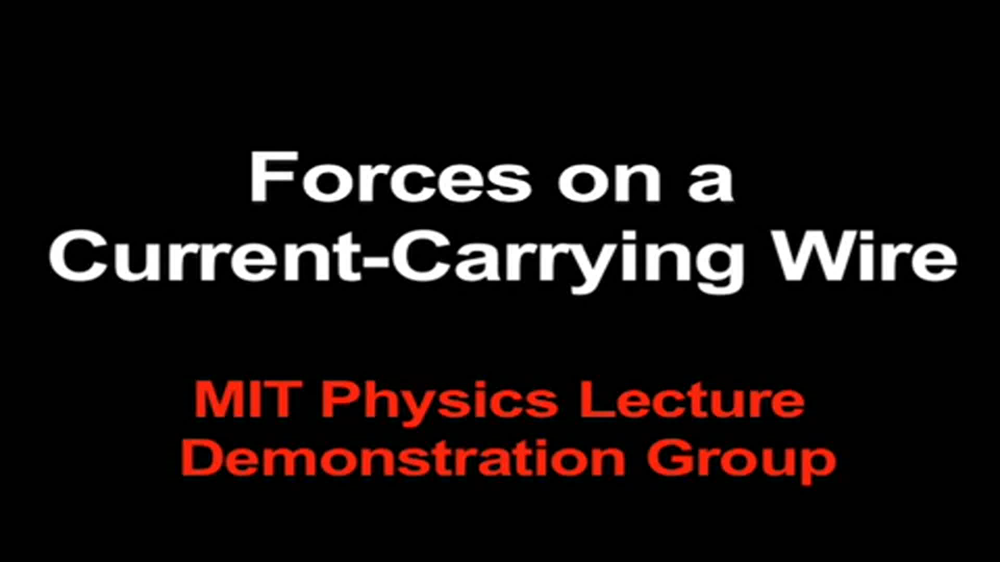 Forces on a
Current-Carrying Wire
MIT Physics Lecture
Demonstration Group